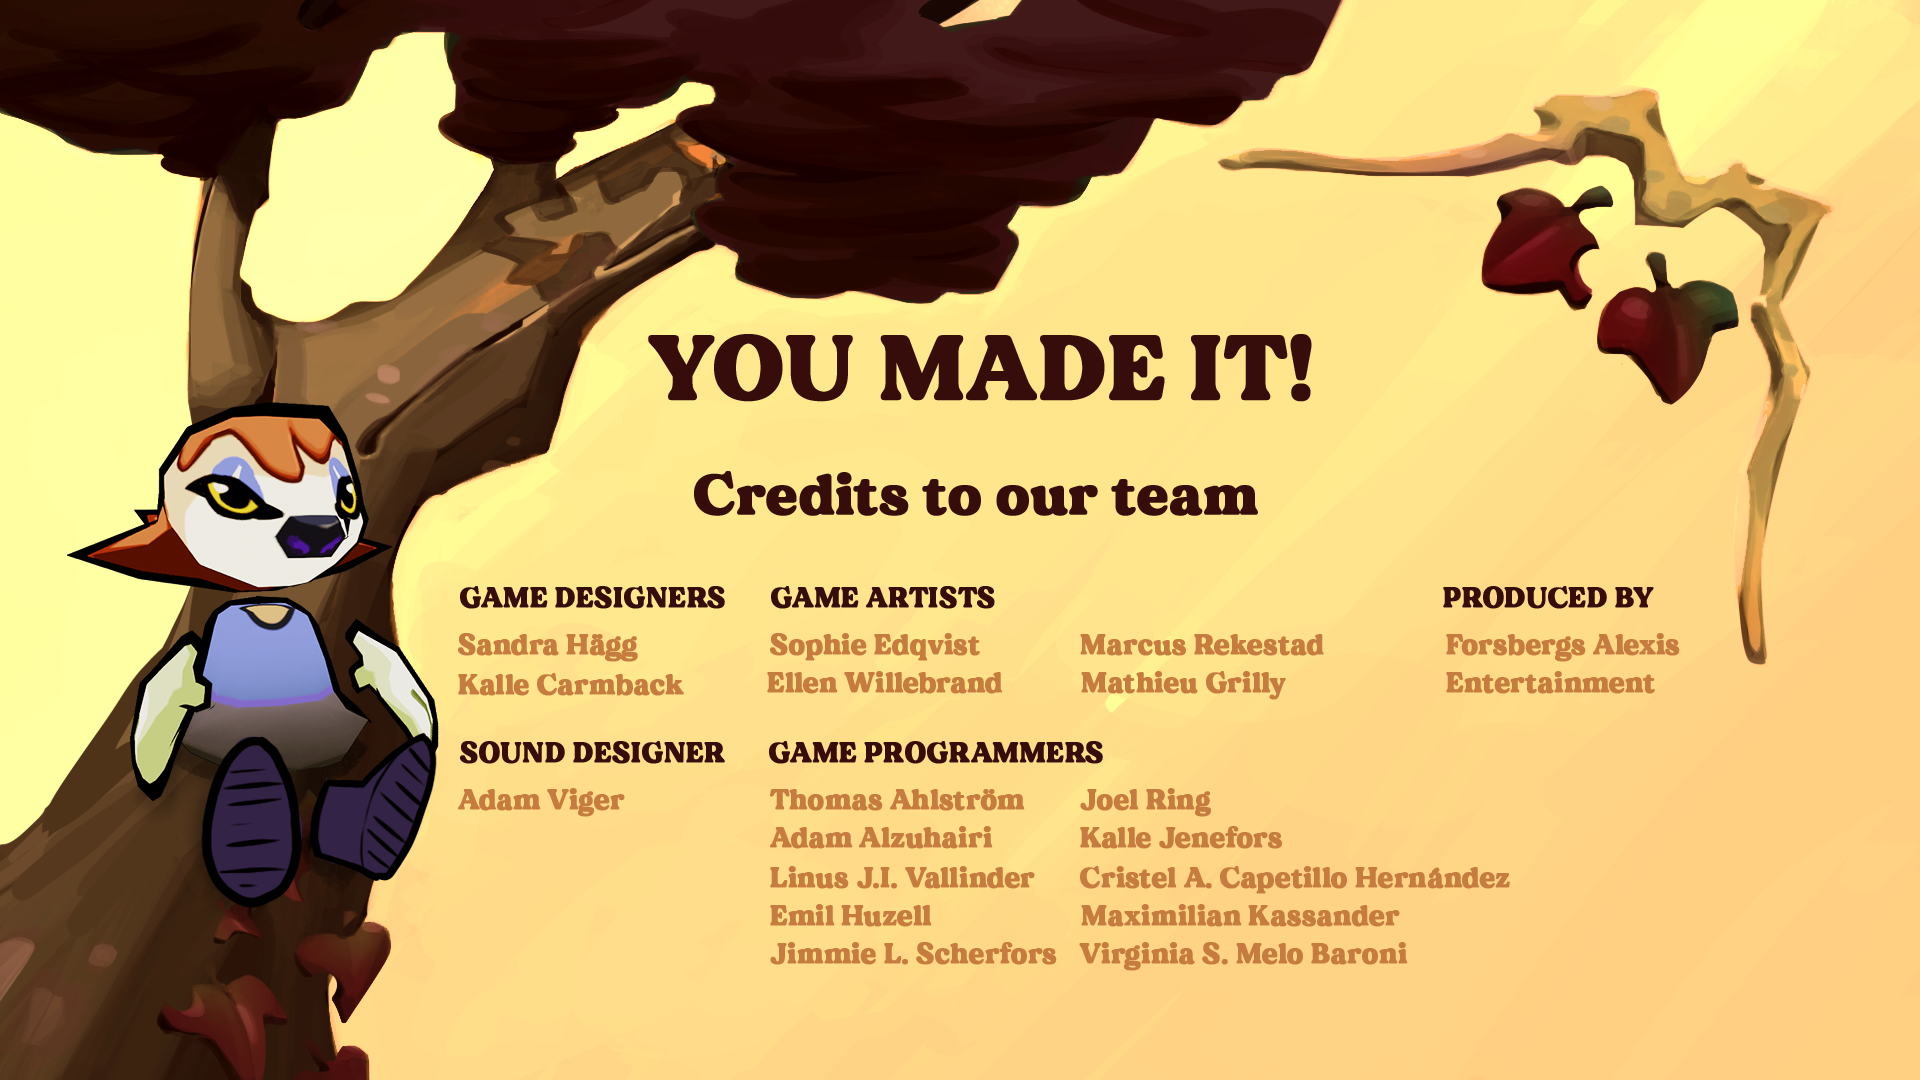 YOU MADE IT!
Credits to our team
GAME DESIGNERS
Sandra Hägg
Kalle Carmback
GAME ARTISTS
Sophie Edqvist
Ellen Willebrand
Marcus Rekestad
Mathieu Grilly
PRODUCED BY
Forsbergs Alexis
Entertainment
SOUND DESIGNER
Adam Viger
GAME PROGRAMMERS
Thomas Ahlström
Adam Alzuhairi
Linus J.I. Vallinder
Emil Huzell
Jimmie L. Scherfors
Joel Ring
Kalle Jenefors
Cristel A. Capetillo Hernández
Maximilian Kassander
Virginia S. Melo Baroni